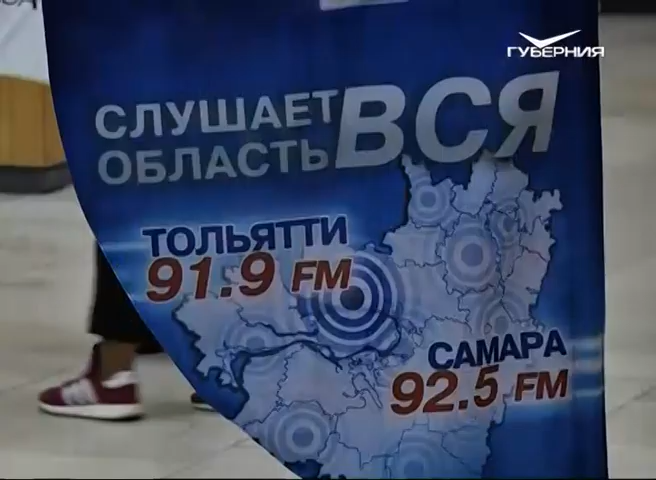 ГУБЕРНИЯ
СЛУШАЕТ ВСЯ
ОБЛАСТЬ
ТОЛЬЯТТИ
91.9 FM
САМАРА
92.5 FM